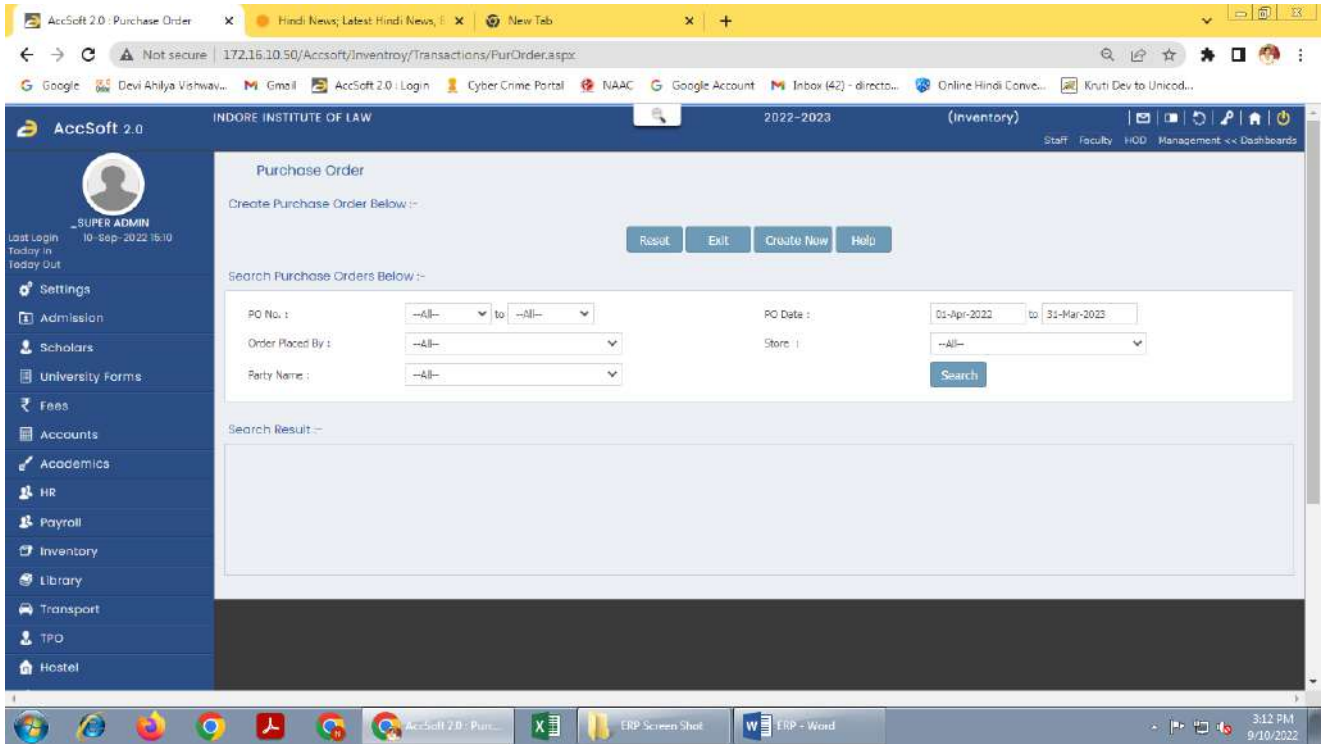 AccSoft 2.0 : Purchase Order
Hindi News; Latest Hindi News,
New Tab
Not secure | 172.16.10.50/Accsoft/Inventroy/Transactions/PurOrder.aspx
Google Devi Ahilya Vishwav... Gmail AccSoft 2.0 : Login Cyber Crime Portal NAAC Google Account Inbox (42) - directo... Online Hindi Conve... Kruti Dev to Unicod...
AccSoft 2.0
INDORE INSTITUTE OF LAW 2022-2023 (Inventory)
Staff Faculty HOD Management << Dashboards
_SUPER ADMIN
Last Login 10-Sep-2022 15:10
Today In
Today Out
Settings
Admission
Scholars
University Forms
₹ Fees
Accounts
Academics
HR
Payroll
Inventory
Library
Transport
TPO
Hostel
Purchase Order
Create Purchase Order Below :-
Reset Exit Create New Help
Search Purchase Orders Below :-
PO No. : --All-- to --All-- PO Date : 01-Apr-2022 to 31-Mar-2023
Order Placed By : --All-- Store : --All--
Party Name : --All-- Search
Search Result :-
AccSoft 2.0 : Purc... ERP Screen Shot ERP - Word
3:12 PM
9/10/2022